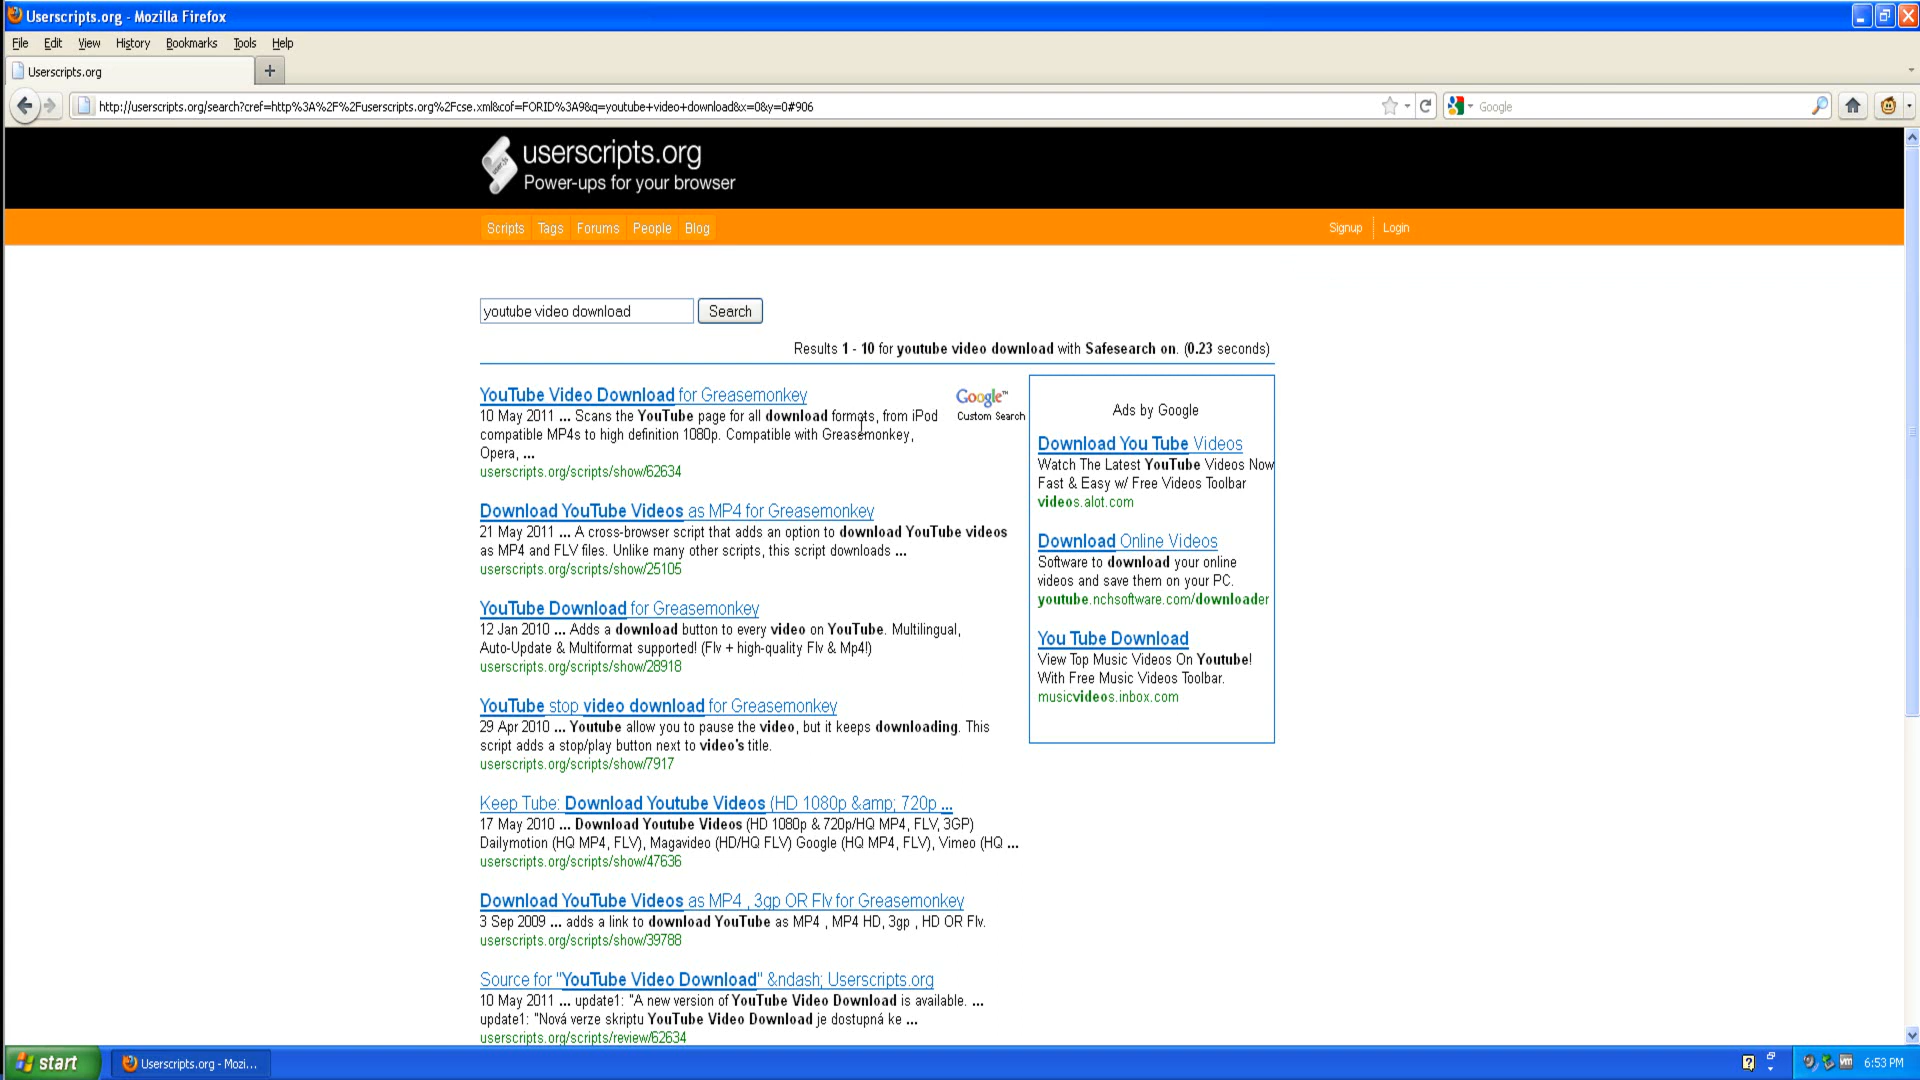 Userscripts.org - Mozilla Firefox
File Edit View History Bookmarks Tools Help
Userscripts.org
http://userscripts.org/search?cref=http%3A%2F%2Fuserscripts.org%2Fcse.xml&cof=FORID%3A9&q=youtube+video+download&x=0&y=0#906
Google
userscripts.org
Power-ups for your browser
Scripts Tags Forums People Blog
Signup Login
youtube video download Search
Results 1 - 10 for youtube video download with Safesearch on. (0.23 seconds)
YouTube Video Download for Greasemonkey
10 May 2011 ... Scans the YouTube page for all download formats, from iPod
compatible MP4s to high definition 1080p. Compatible with Greasemonkey,
Opera, ...
userscripts.org/scripts/show/62634
Google™
Custom Search
Download YouTube Videos as MP4 for Greasemonkey
21 May 2011 ... A cross-browser script that adds an option to download YouTube videos
as MP4 and FLV files. Unlike many other scripts, this script downloads ...
userscripts.org/scripts/show/25105
YouTube Download for Greasemonkey
12 Jan 2010 ... Adds a download button to every video on YouTube. Multilingual,
Auto-Update & Multiformat supported! (Flv + high-quality Flv & Mp4!)
userscripts.org/scripts/show/28918
YouTube stop video download for Greasemonkey
29 Apr 2010 ... Youtube allow you to pause the video, but it keeps downloading. This
script adds a stop/play button next to video's title.
userscripts.org/scripts/show/7917
Keep Tube: Download Youtube Videos (HD 1080p &amp; 720p ...
17 May 2010 ... Download Youtube Videos (HD 1080p & 720p/HQ MP4, FLV, 3GP)
Dailymotion (HQ MP4, FLV), Magavideo (HD/HQ FLV) Google (HQ MP4, FLV), Vimeo (HQ ...
userscripts.org/scripts/show/47636
Download YouTube Videos as MP4 , 3gp OR Flv for Greasemonkey
3 Sep 2009 ... adds a link to download YouTube as MP4 , MP4 HD, 3gp , HD OR Flv.
userscripts.org/scripts/show/39788
Source for "YouTube Video Download" &ndash; Userscripts.org
10 May 2011 ... update1: "A new version of YouTube Video Download is available. ...
update1: "Nová verze skriptu YouTube Video Download je dostupná ke ...
userscripts.org/scripts/review/62634
Ads by Google
Download You Tube Videos
Watch The Latest YouTube Videos Now
Fast & Easy w/ Free Videos Toolbar
videos.alot.com
Download Online Videos
Software to download your online
videos and save them on your PC.
youtube.nchsoftware.com/downloader
You Tube Download
View Top Music Videos On Youtube!
With Free Music Videos Toolbar.
musicvideos.inbox.com
start
Userscripts.org - Mozi...
6:53 PM